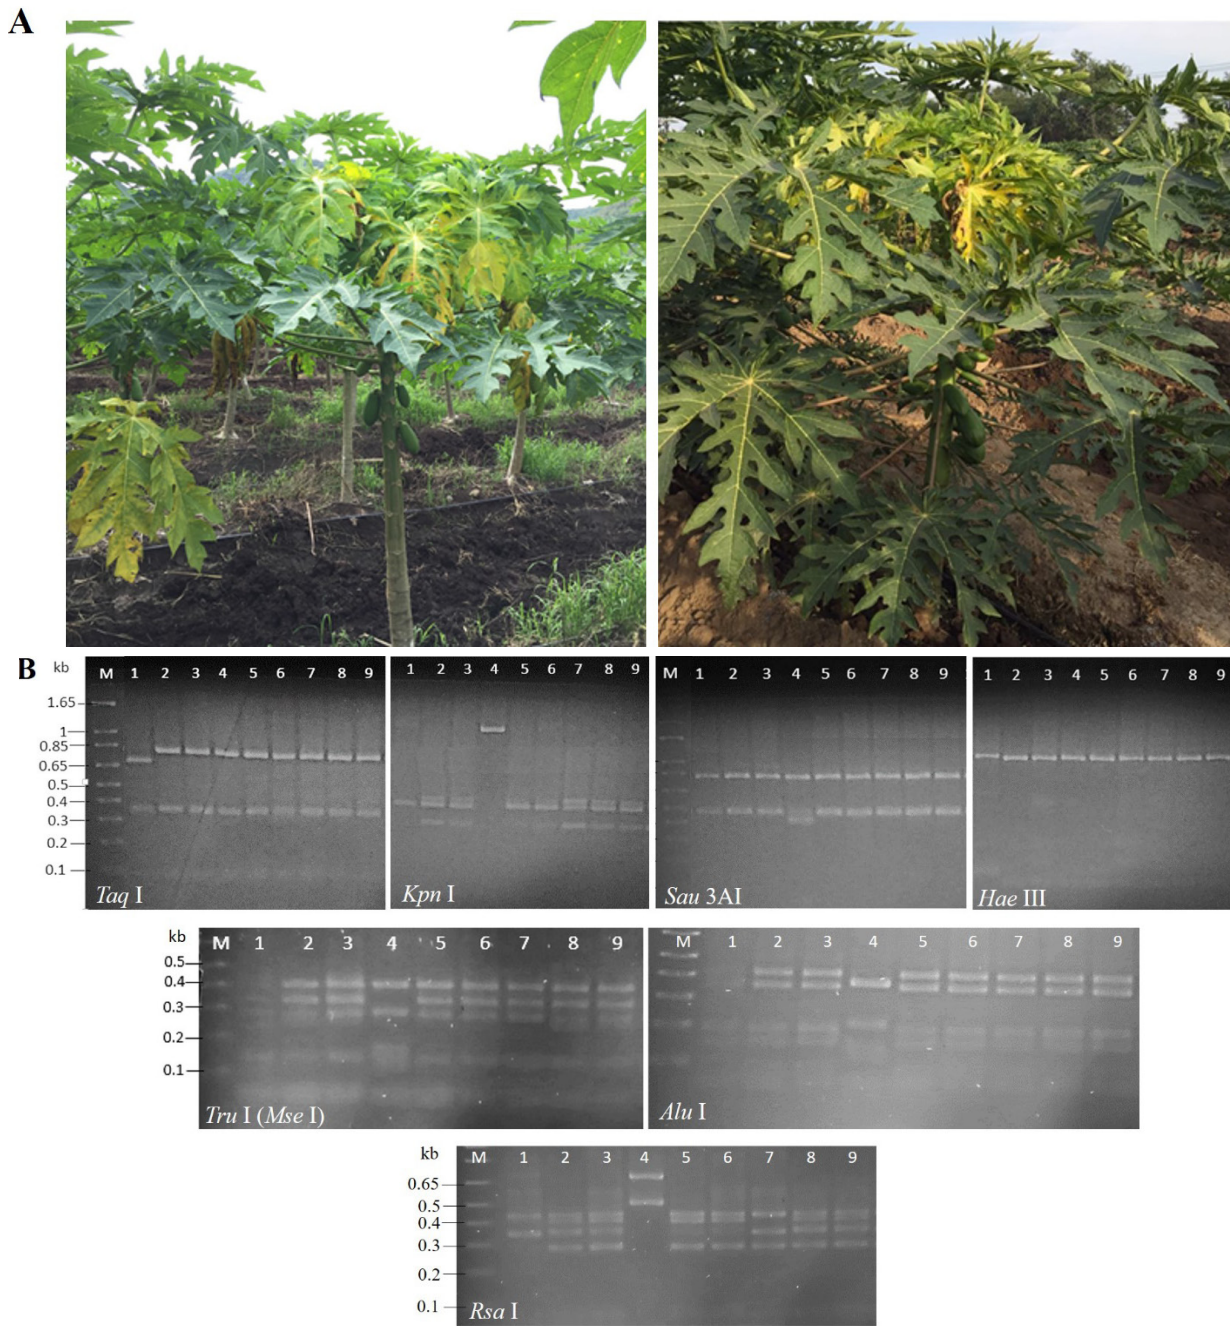 A
B
kb M 1 2 3 4 5 6 7 8 9
1.65
1
0.85
0.65
0.5
0.4
0.3
0.2
0.1
Taq I
1 2 3 4 5 6 7 8 9
Kpn I
M 1 2 3 4 5 6 7 8 9
Sau 3AI
1 2 3 4 5 6 7 8 9
Hae III
kb M 1 2 3 4 5 6 7 8 9
0.5
0.4
0.3
0.2
0.1
Tru I (Mse I)
M 1 2 3 4 5 6 7 8 9
Alu I
kb M 1 2 3 4 5 6 7 8 9
0.65
0.5
0.4
0.3
0.2
0.1
Rsa I